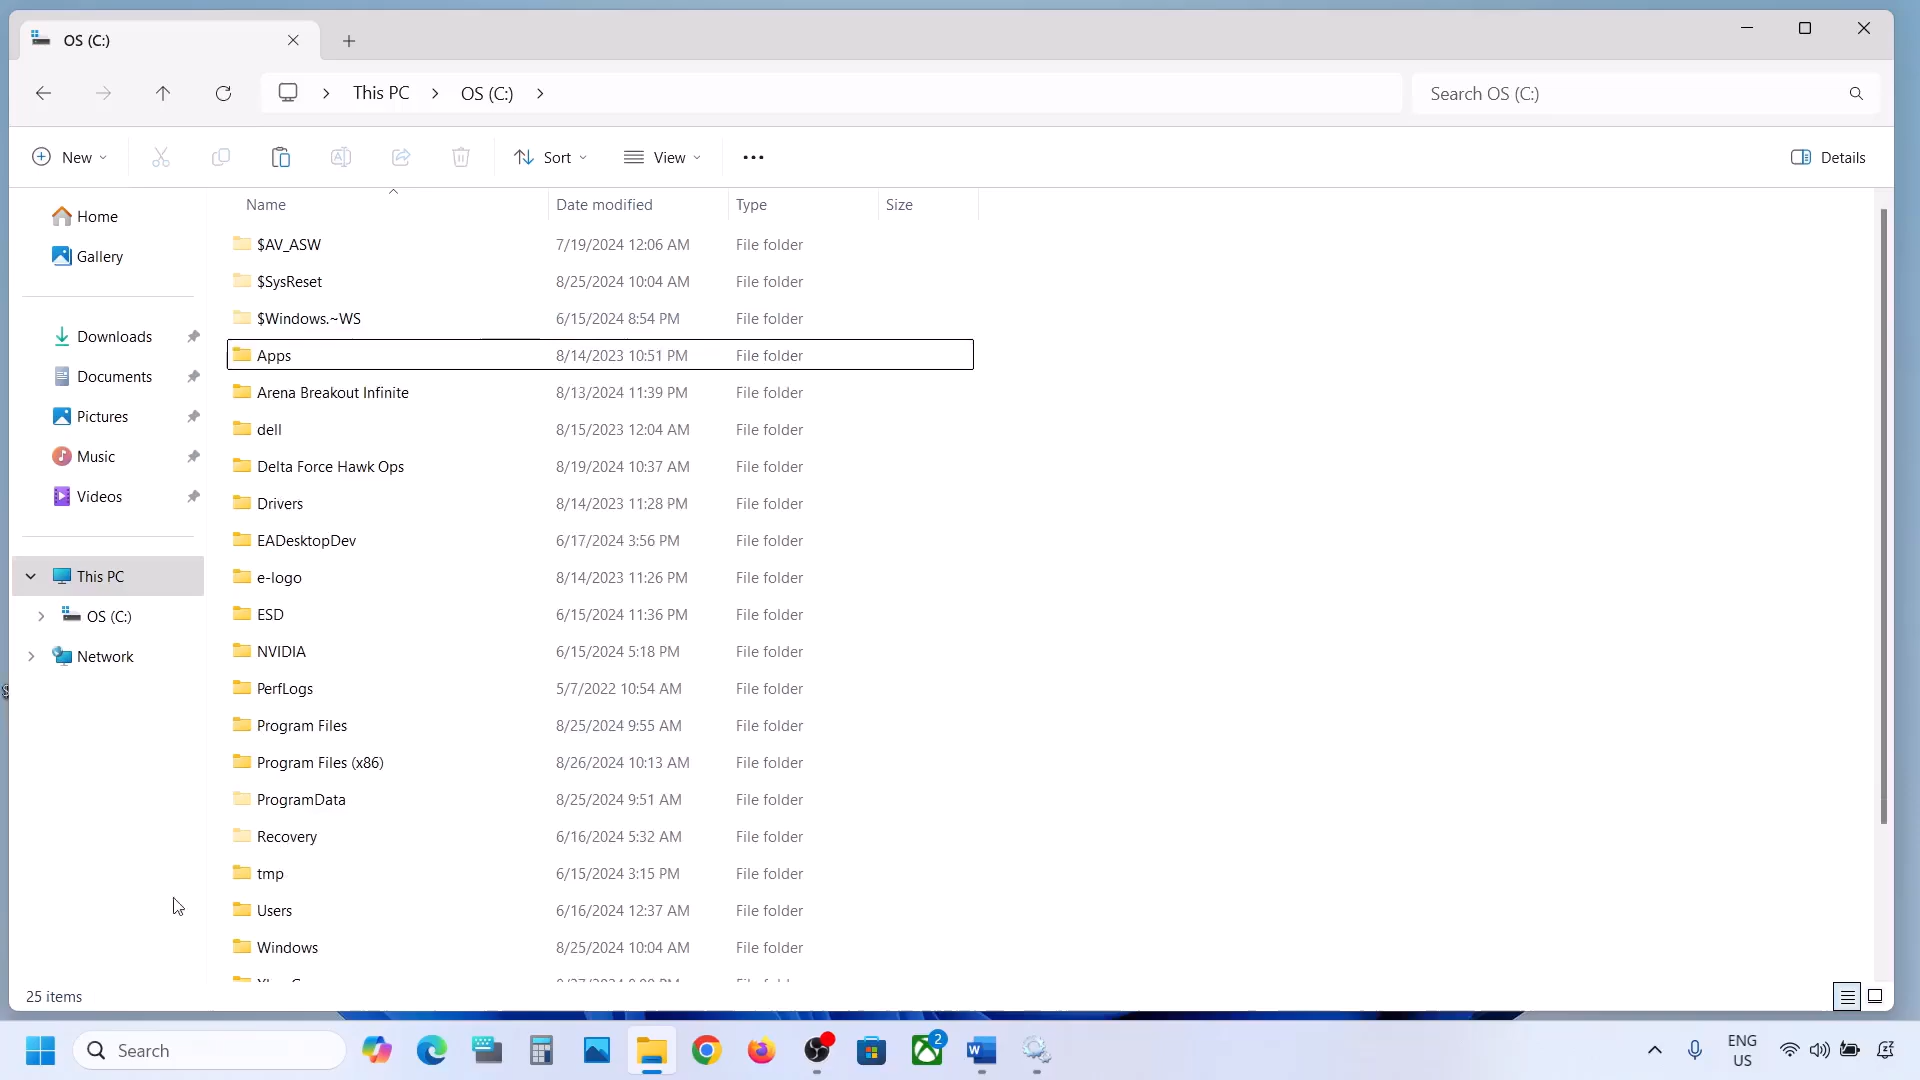 OS (C:)
This PC
OS (C:)
Search OS (C:)
New
Sort
View
Details
Name
Date modified
Type
Size
Home
Gallery
Downloads
Documents
Pictures
Music
Videos
This PC
OS (C:)
Network
$AV_ASW 7/19/2024 12:06 AM File folder
$SysReset 8/25/2024 10:04 AM File folder
$Windows.~WS 6/15/2024 8:54 PM File folder
Apps 8/14/2023 10:51 PM File folder
Arena Breakout Infinite 8/13/2024 11:39 PM File folder
dell 8/15/2023 12:04 AM File folder
Delta Force Hawk Ops 8/19/2024 10:37 AM File folder
Drivers 8/14/2023 11:28 PM File folder
EADesktopDev 6/17/2024 3:56 PM File folder
e-logo 8/14/2023 11:26 PM File folder
ESD 6/15/2024 11:36 PM File folder
NVIDIA 6/15/2024 5:18 PM File folder
PerfLogs 5/7/2022 10:54 AM File folder
Program Files 8/25/2024 9:55 AM File folder
Program Files (x86) 8/26/2024 10:13 AM File folder
ProgramData 8/25/2024 9:51 AM File folder
Recovery 6/16/2024 5:32 AM File folder
tmp 6/15/2024 3:15 PM File folder
Users 6/16/2024 12:37 AM File folder
Windows 8/25/2024 10:04 AM File folder
25 items
Search
2
ENG
US